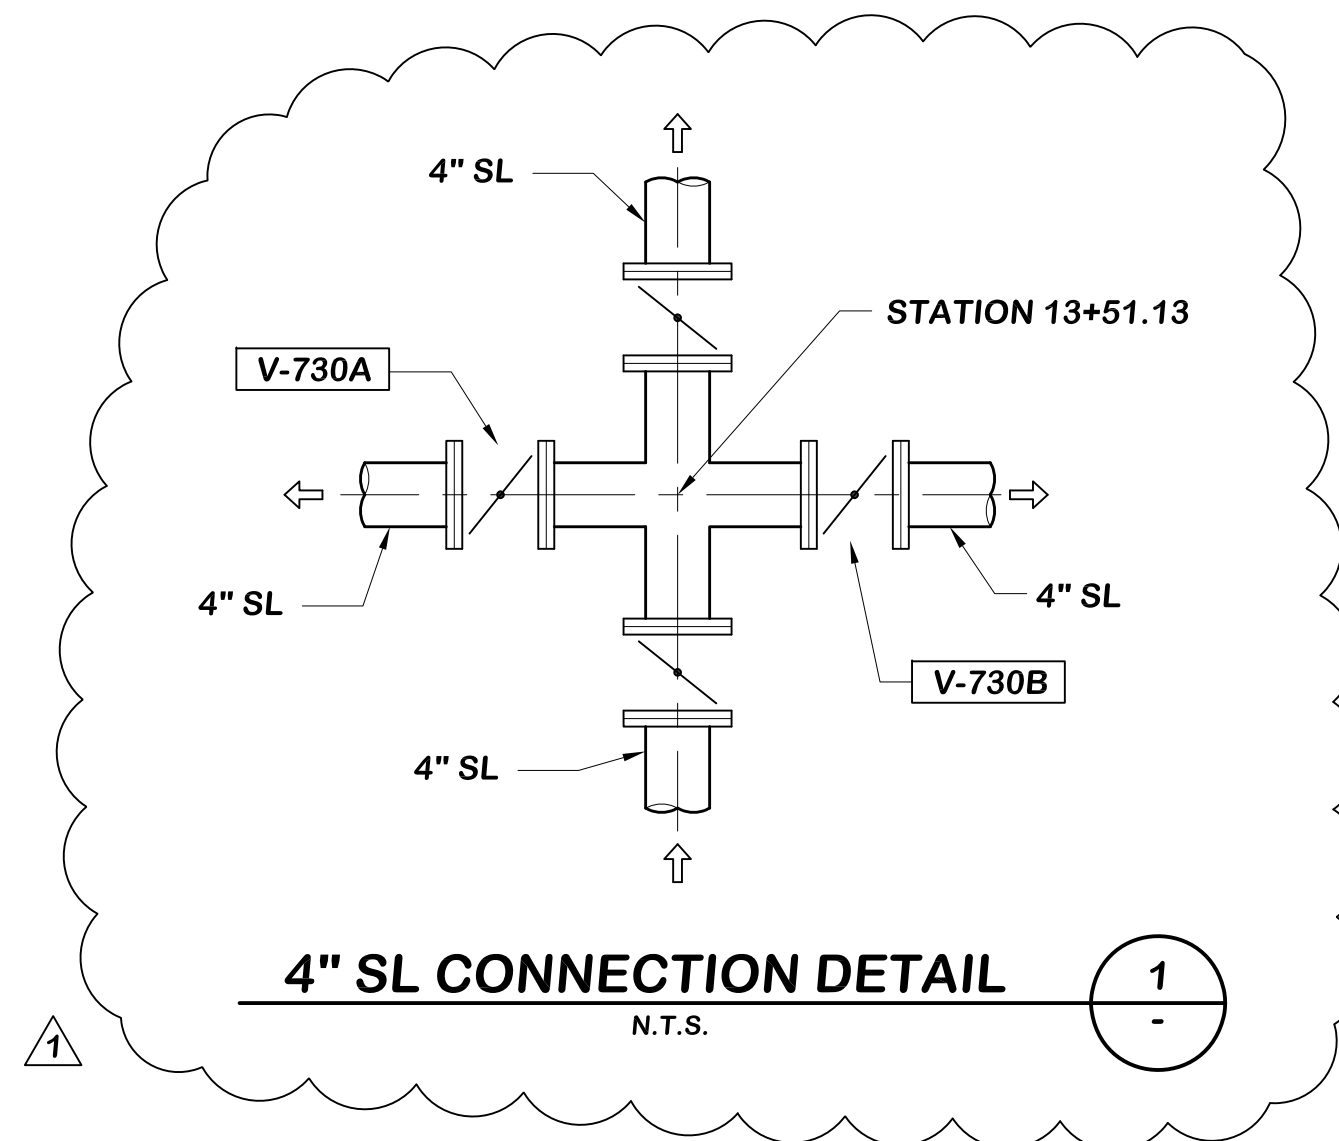 4" SL
STATION 13+51.13
V-730A
4" SL
4" SL
V-730B
4" SL
4" SL CONNECTION DETAIL
N.T.S.
1
-
1